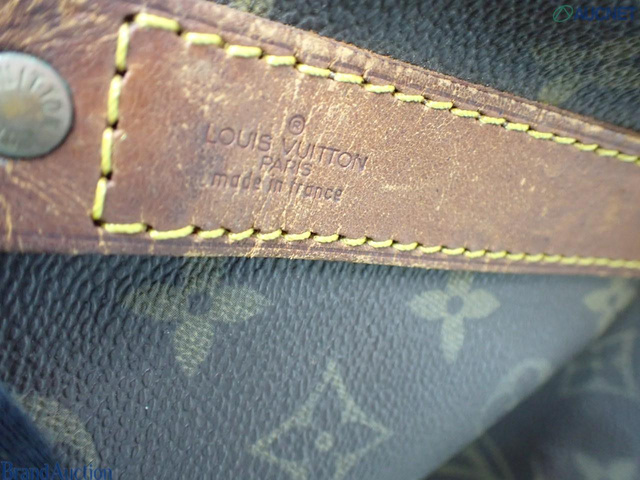 ®
LOUIS VUITTON
PARIS
made in france
Brand Auction